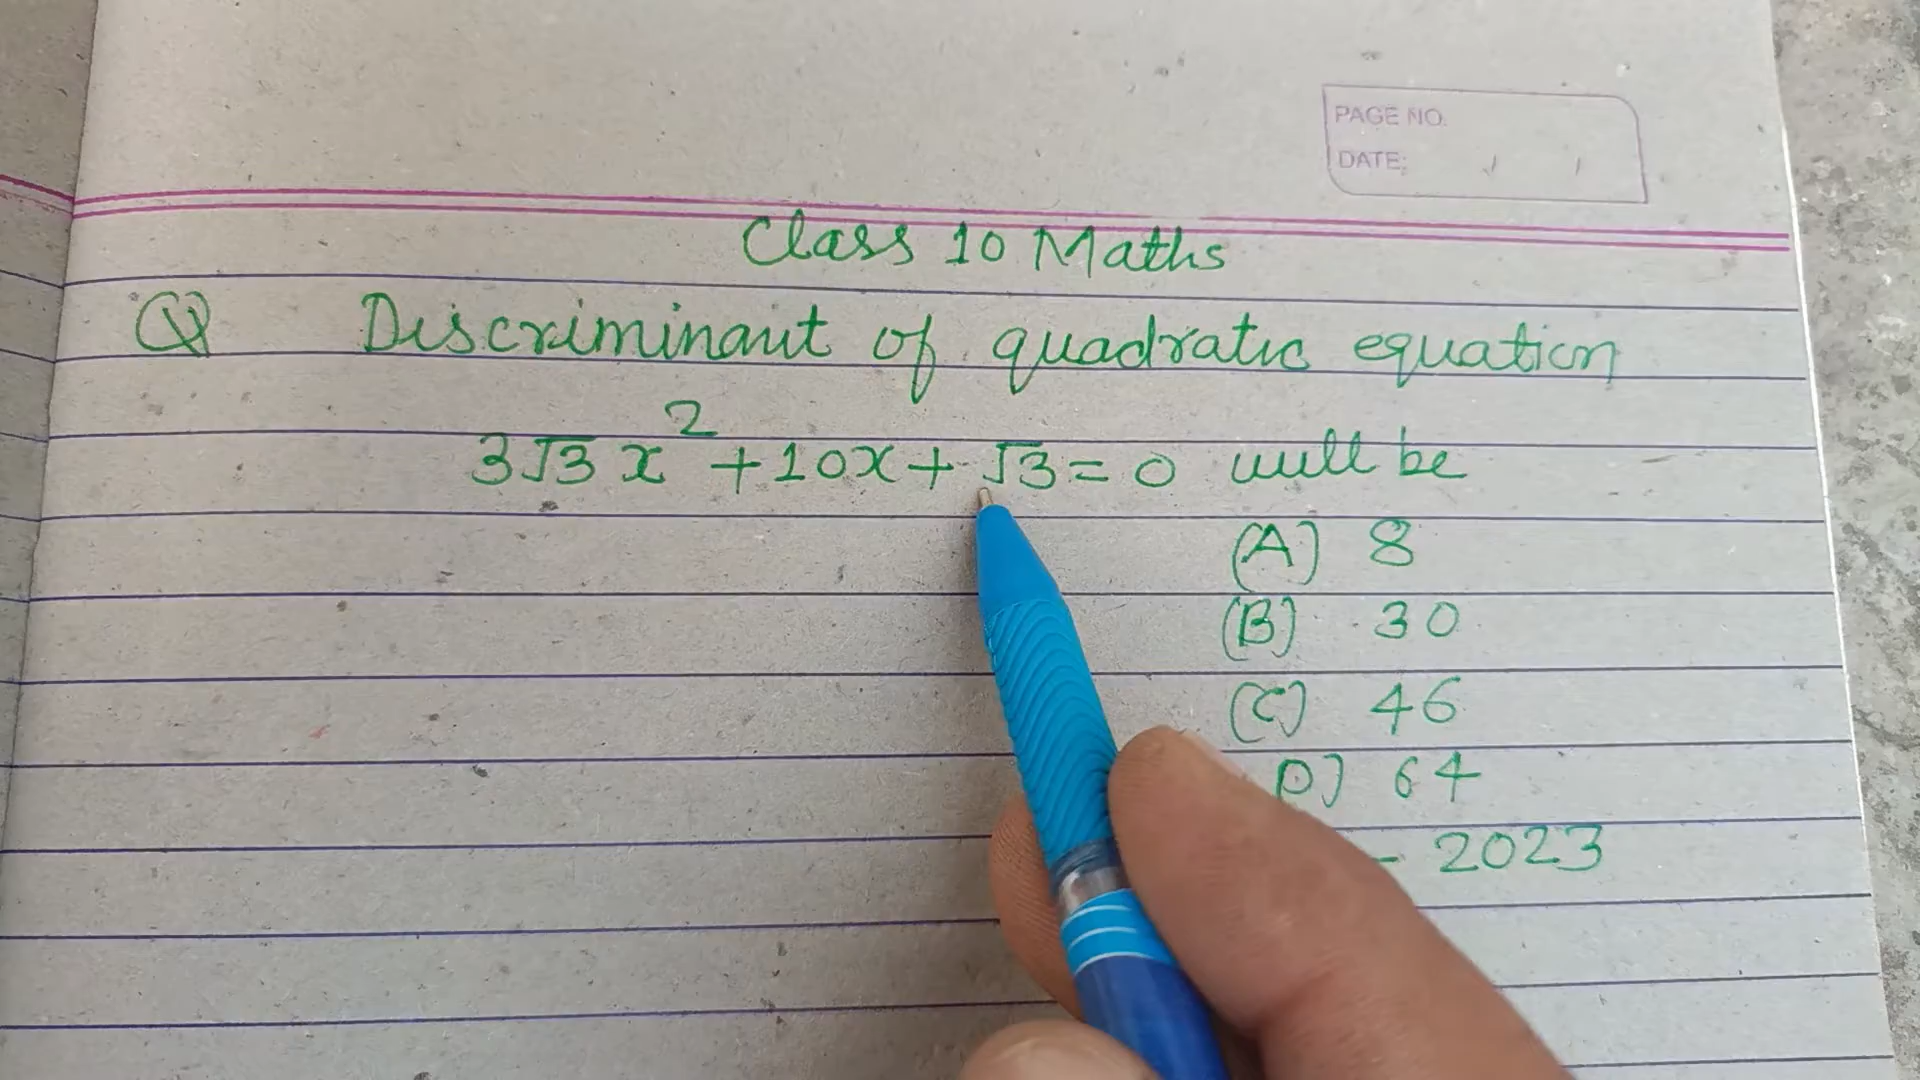 PAGE NO.
DATE:
Class 10 Maths
Q Discriminant of quadratic equation
3√3 x² + 10x + √3 = 0 will be
(A) 8
(B) 30
(C) 46
D) 64
- 2023